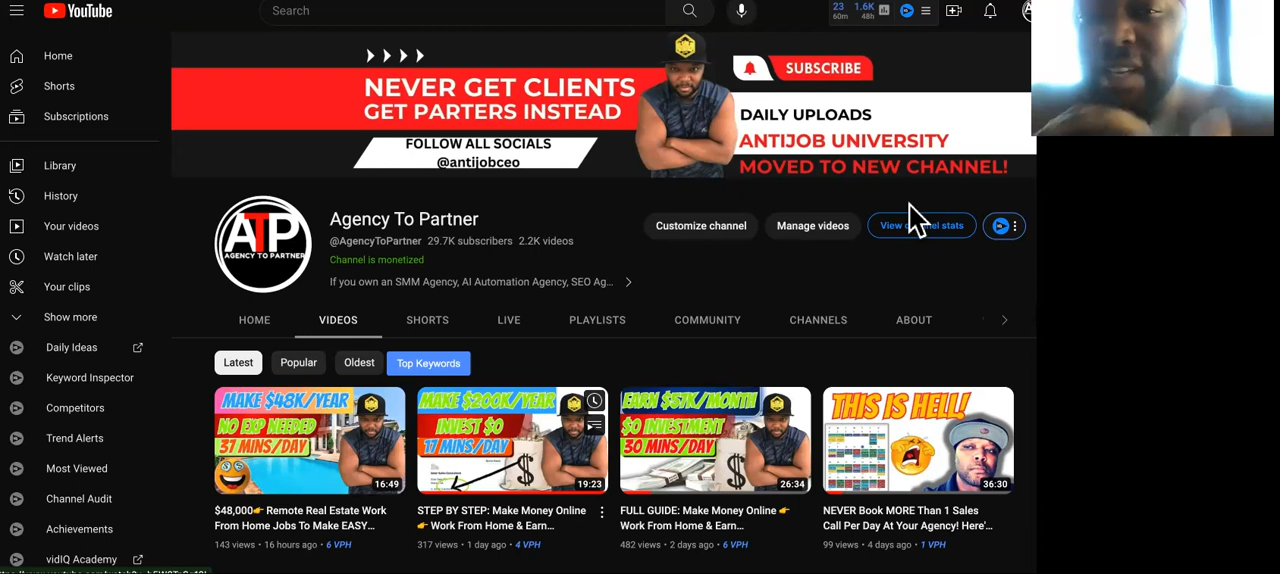 YouTube
Search
23 1.6K
60m 48h
Home
Shorts
Subscriptions
Library
History
Your videos
Watch later
Your clips
Show more
Daily Ideas
Keyword Inspector
Competitors
Trend Alerts
Most Viewed
Channel Audit
Achievements
vidIQ Academy
NEVER GET CLIENTS
GET PARTERS INSTEAD
FOLLOW ALL SOCIALS
@antijobceo
SUBSCRIBE
DAILY UPLOADS
ANTIJOB UNIVERSITY
MOVED TO NEW CHANNEL!
ATP
AGENCY TO PARTNER
Agency To Partner
@AgencyToPartner 29.7K subscribers 2.2K videos
Channel is monetized
If you own an SMM Agency, AI Automation Agency, SEO Ag...
Customize channel
Manage videos
View channel stats
HOME VIDEOS SHORTS LIVE PLAYLISTS COMMUNITY CHANNELS ABOUT
Latest Popular Oldest Top Keywords
MAKE $48K/YEAR
NO EXP NEEDED
37 MINS/DAY
16:49
$48,000👉 Remote Real Estate Work
From Home Jobs To Make EASY...
143 views • 16 hours ago • 6 VPH
MAKE $200K/YEAR
INVEST $0
17 MINS/DAY
19:23
STEP BY STEP: Make Money Online
👉 Work From Home & Earn...
317 views • 1 day ago • 4 VPH
EARN $57K/MONTH
$0 INVESTMENT
30 MINS/DAY
26:34
FULL GUIDE: Make Money Online 👉
Work From Home & Earn...
482 views • 2 days ago • 6 VPH
THIS IS HELL!
36:30
NEVER Book MORE Than 1 Sales
Call Per Day At Your Agency! Here'...
99 views • 4 days ago • 1 VPH